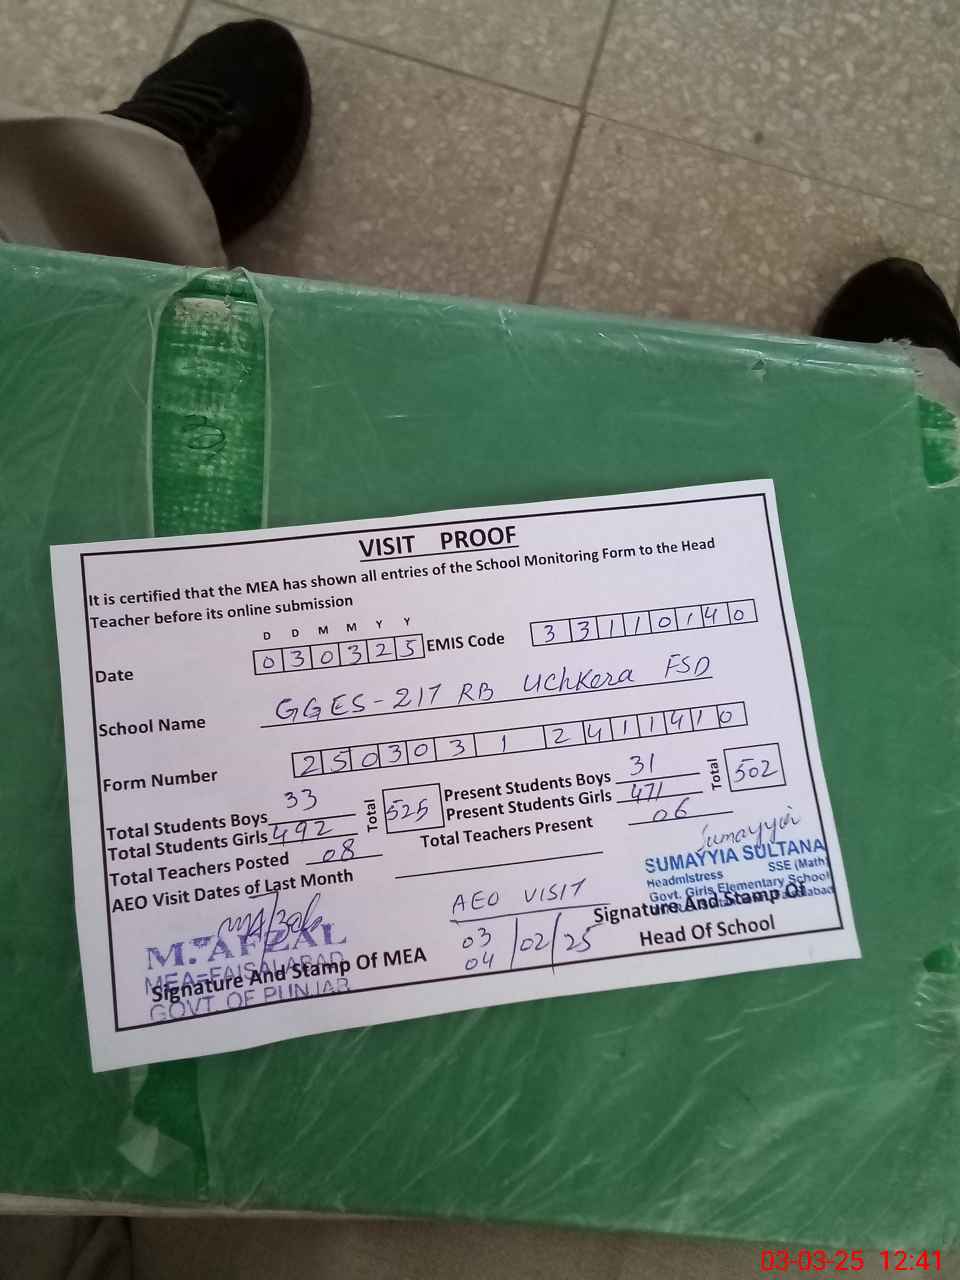 2
VISIT PROOF
It is certified that the MEA has shown all entries of the School Monitoring Form to the Head
Teacher before its online submission
D D M M Y Y
Date 0 3 0 3 2 5 EMIS Code 3 3 1 1 0 1 4 0
School Name GGES-217 RB Uchkera FSD
Form Number 2 5 0 3 0 3 1 2 4 1 1 4 1 0
Total Students Boys 33 Total 525 Present Students Boys 31 Total 502
Total Students Girls 492 Present Students Girls 471
Total Teachers Posted 08 Total Teachers Present 06
AEO Visit Dates of Last Month
Sumayyia
SUMAYYIA SULTANA
Headmistress SSE (Math)
Govt. Girls Elementary School
Faisalabad
AEO VISIT
03
04 / 02 / 25
M. AFZAL
MEA-FAISALABAD
GOVT. OF PUNJAB
Signature And Stamp Of MEA
Signature And Stamp Of
Head Of School
03-03-25 12:41